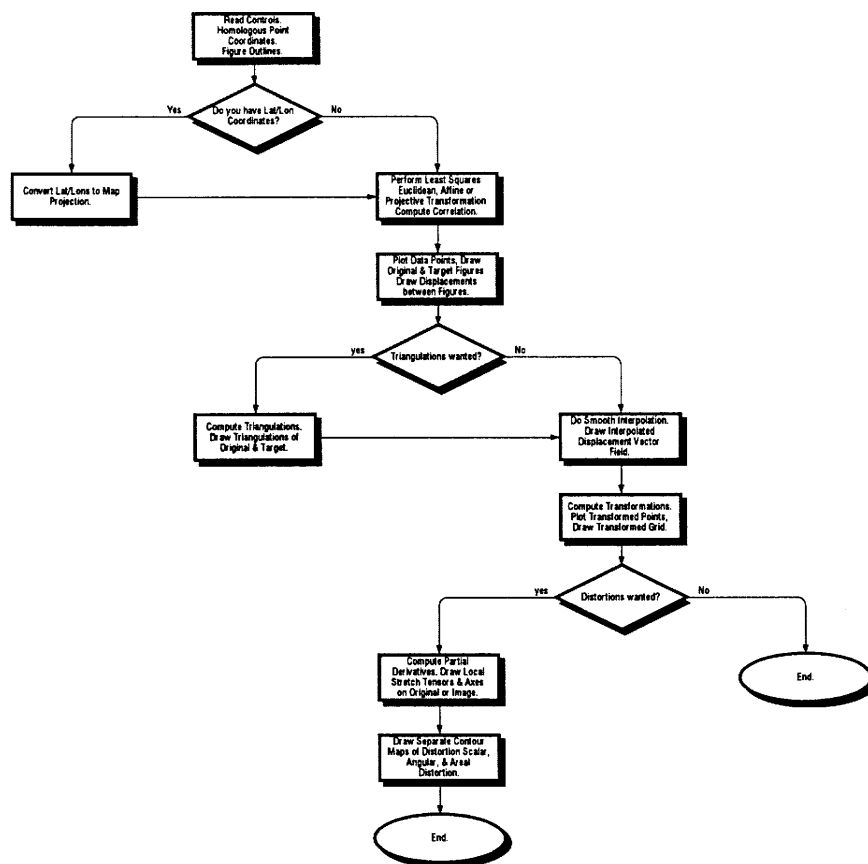 Read Controls.
Homologous Point
Coordinates.
Figure Outlines.
Yes
Do you have Lat/Lon
Coordinates?
No
Convert Lat/Lons to Map
Projection.
Perform Least Squares
Euclidean, Affine or
Projective Transformation
Compute Correlation.
Plot Data Points, Draw
Original & Target Figures
Draw Displacements
between Figures.
yes
Triangulations wanted?
No
Compute Triangulations.
Draw Triangulations of
Original & Target.
Do Smooth Interpolation.
Draw Interpolated
Displacement Vector
Field.
Compute Transformations.
Plot Transformed Points,
Draw Transformed Grid.
yes
Distortions wanted?
No
Compute Partial
Derivatives. Draw Local
Stretch Tensors & Axes
on Original or Image.
End.
Draw Separate Contour
Maps of Distortion Scalar,
Angular, & Areal
Distortion.
End.